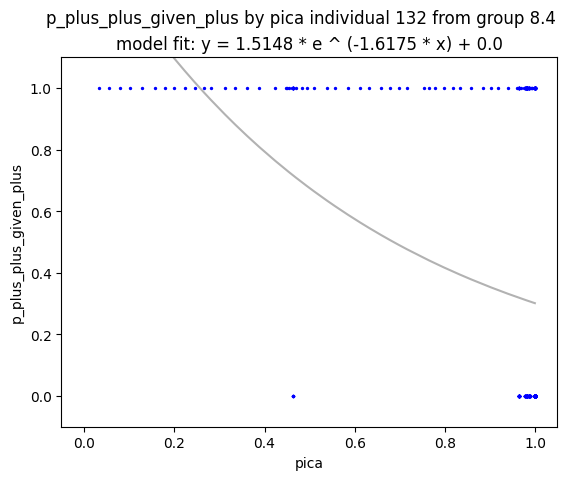 p_plus_plus_given_plus by pica individual 132 from group 8.4
model fit: y = 1.5148 * e ^ (-1.6175 * x) + 0.0
1.0
0.8
0.6
0.4
0.2
0.0
p_plus_plus_given_plus
0.0 0.2 0.4 0.6 0.8 1.0
pica